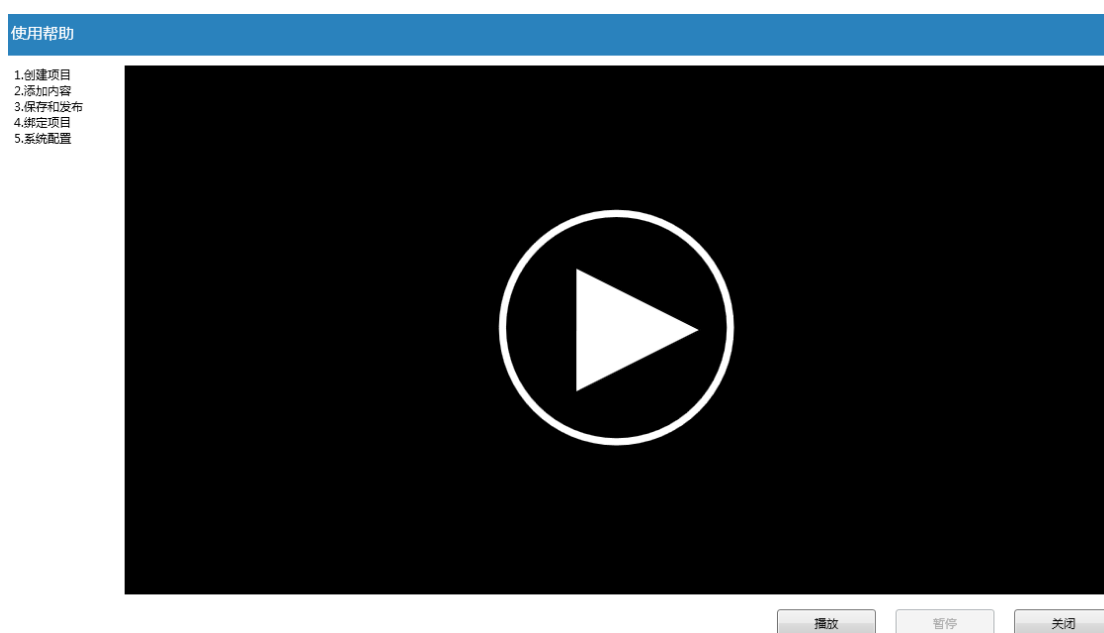 使用帮助
1.创建项目
2.添加内容
3.保存和发布
4.绑定项目
5.系统配置
播放
暂停
关闭